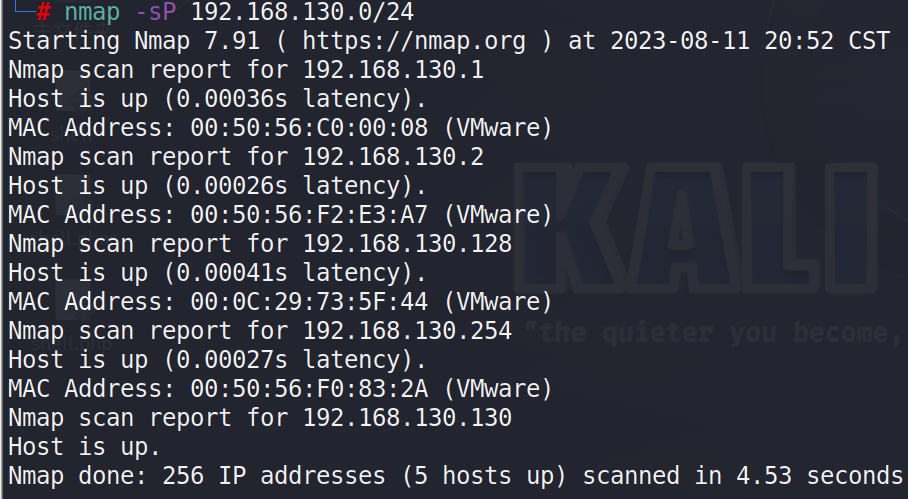 └─# nmap -sP 192.168.130.0/24
Starting Nmap 7.91 ( https://nmap.org ) at 2023-08-11 20:52 CST
Nmap scan report for 192.168.130.1
Host is up (0.00036s latency).
MAC Address: 00:50:56:C0:00:08 (VMware)
Nmap scan report for 192.168.130.2
Host is up (0.00026s latency).
MAC Address: 00:50:56:F2:E3:A7 (VMware)
Nmap scan report for 192.168.130.128
Host is up (0.00041s latency).
MAC Address: 00:0C:29:73:5F:44 (VMware)
Nmap scan report for 192.168.130.254
Host is up (0.00027s latency).
MAC Address: 00:50:56:F0:83:2A (VMware)
Nmap scan report for 192.168.130.130
Host is up.
Nmap done: 256 IP addresses (5 hosts up) scanned in 4.53 seconds
KALI
"the quieter you become,
shell.php